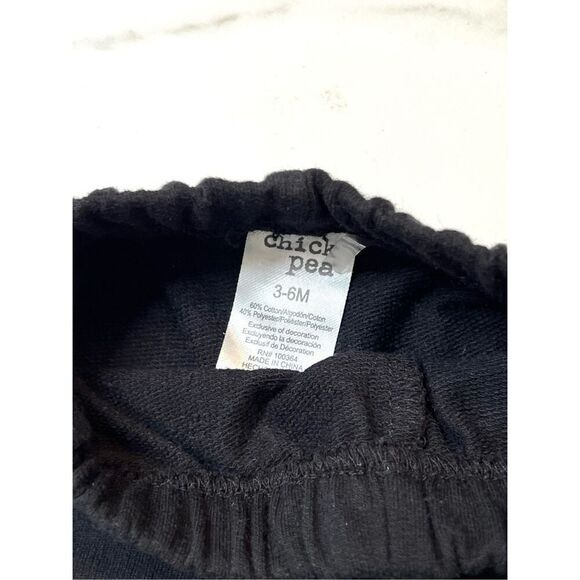 chick
pea
3-6M
60% Cotton/Algodón/Coton
40% Polyester/Poliéster/Polyester
Exclusive of decoration
Excluyendo la decoración
Exclusif de Décoration
RN# 100364
MADE IN CHINA